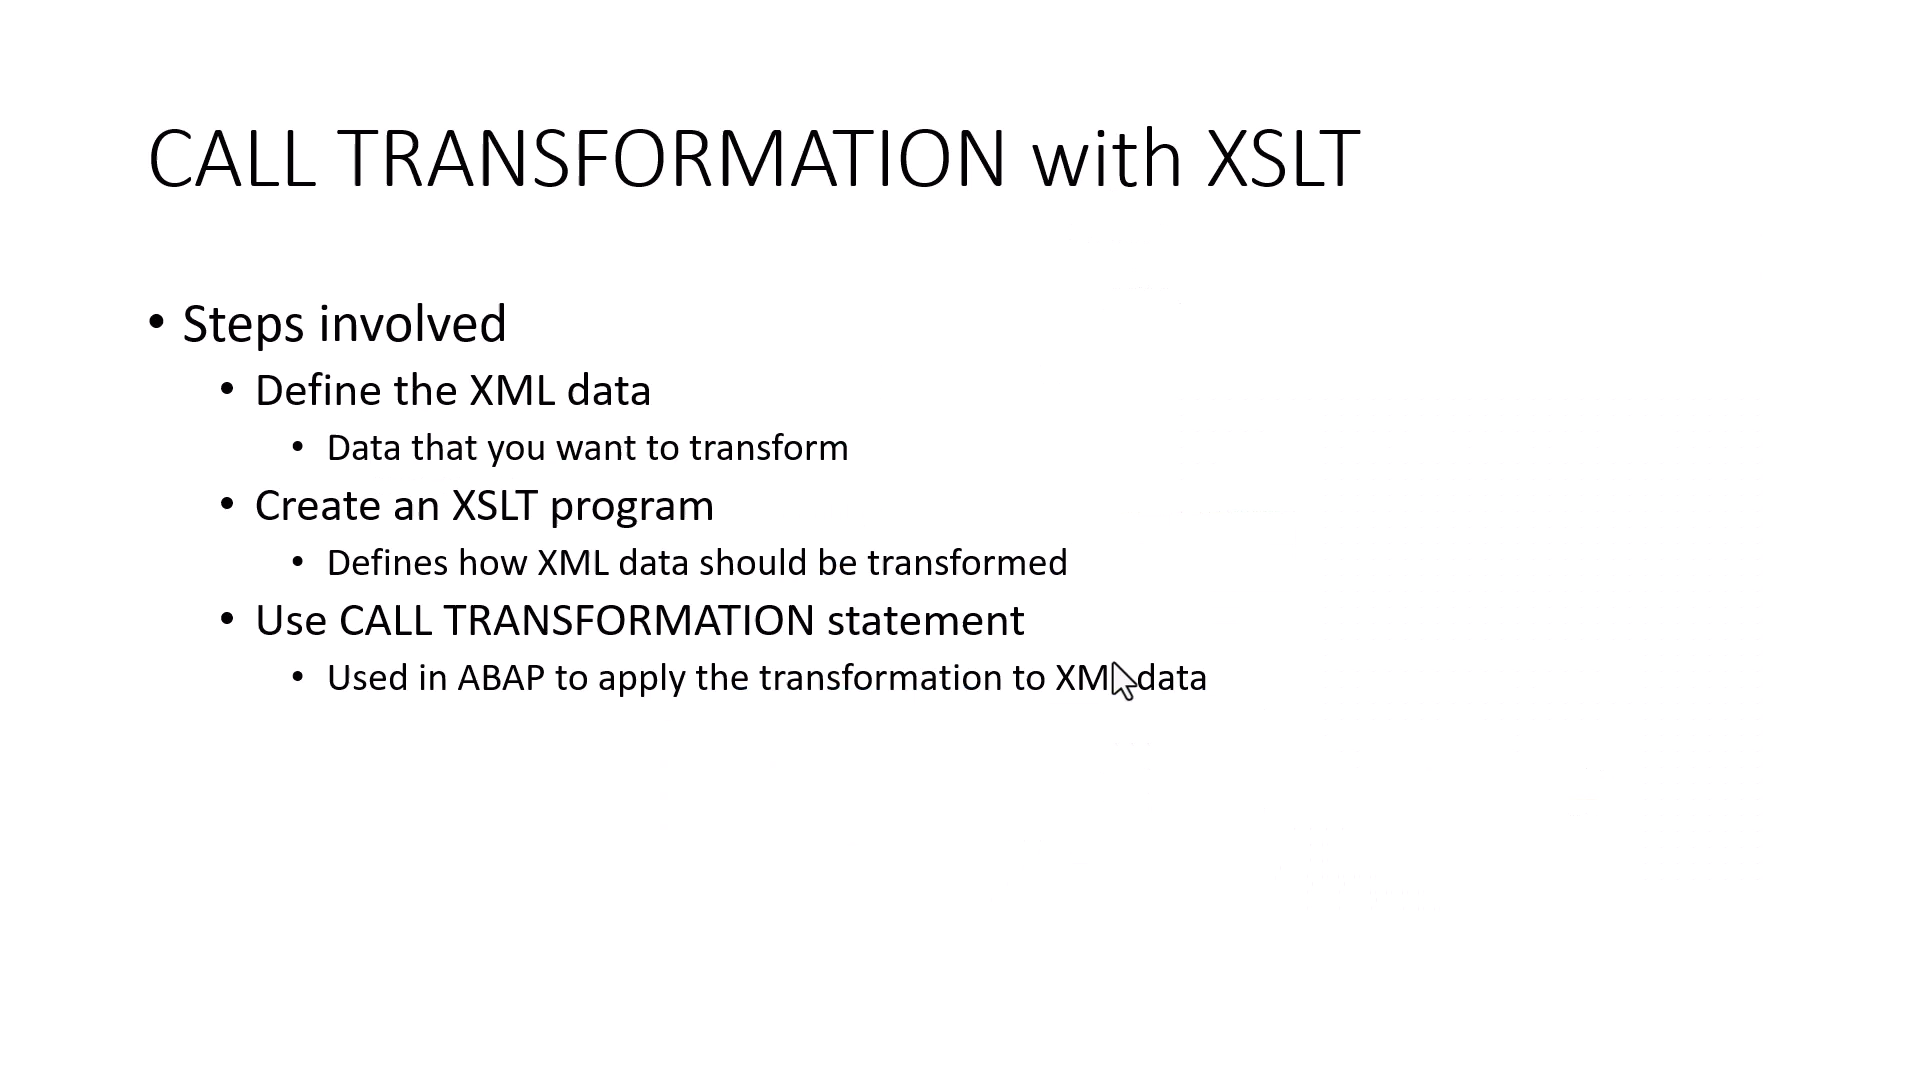 CALL TRANSFORMATION with XSLT
• Steps involved
• Define the XML data
• Data that you want to transform
• Create an XSLT program
• Defines how XML data should be transformed
• Use CALL TRANSFORMATION statement
• Used in ABAP to apply the transformation to XML data